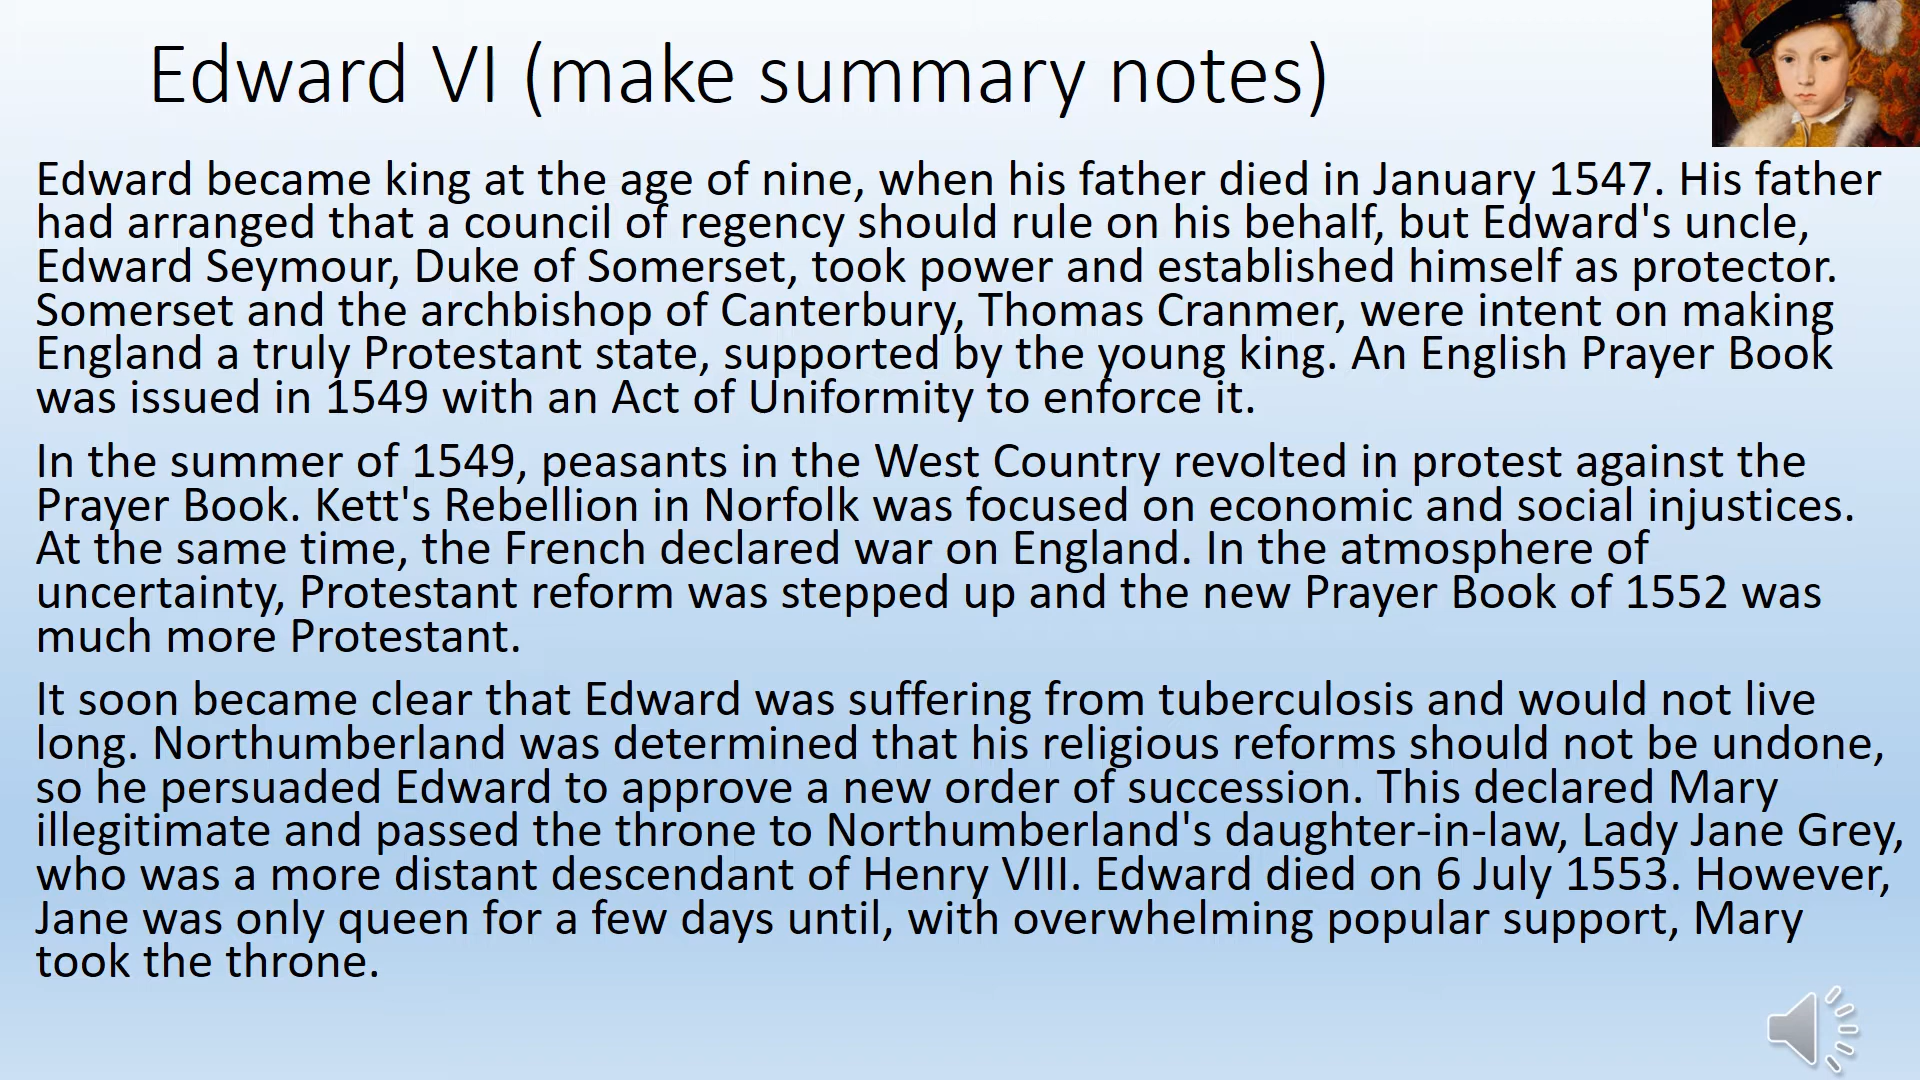 Edward VI (make summary notes)
Edward became king at the age of nine, when his father died in January 1547. His father
had arranged that a council of regency should rule on his behalf, but Edward's uncle,
Edward Seymour, Duke of Somerset, took power and established himself as protector.
Somerset and the archbishop of Canterbury, Thomas Cranmer, were intent on making
England a truly Protestant state, supported by the young king. An English Prayer Book
was issued in 1549 with an Act of Uniformity to enforce it.
In the summer of 1549, peasants in the West Country revolted in protest against the
Prayer Book. Kett's Rebellion in Norfolk was focused on economic and social injustices.
At the same time, the French declared war on England. In the atmosphere of
uncertainty, Protestant reform was stepped up and the new Prayer Book of 1552 was
much more Protestant.
It soon became clear that Edward was suffering from tuberculosis and would not live
long. Northumberland was determined that his religious reforms should not be undone,
so he persuaded Edward to approve a new order of succession. This declared Mary
illegitimate and passed the throne to Northumberland's daughter-in-law, Lady Jane Grey,
who was a more distant descendant of Henry VIII. Edward died on 6 July 1553. However,
Jane was only queen for a few days until, with overwhelming popular support, Mary
took the throne.